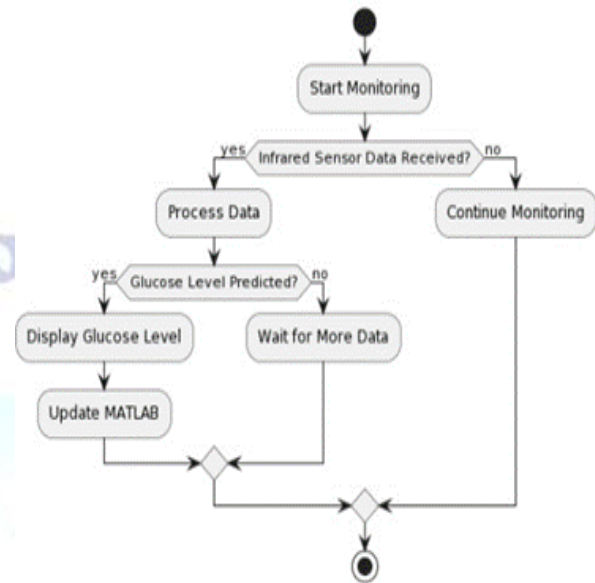 Start Monitoring
yes
Infrared Sensor Data Received?
no
Process Data
Continue Monitoring
yes
Glucose Level Predicted?
no
Display Glucose Level
Wait for More Data
Update MATLAB